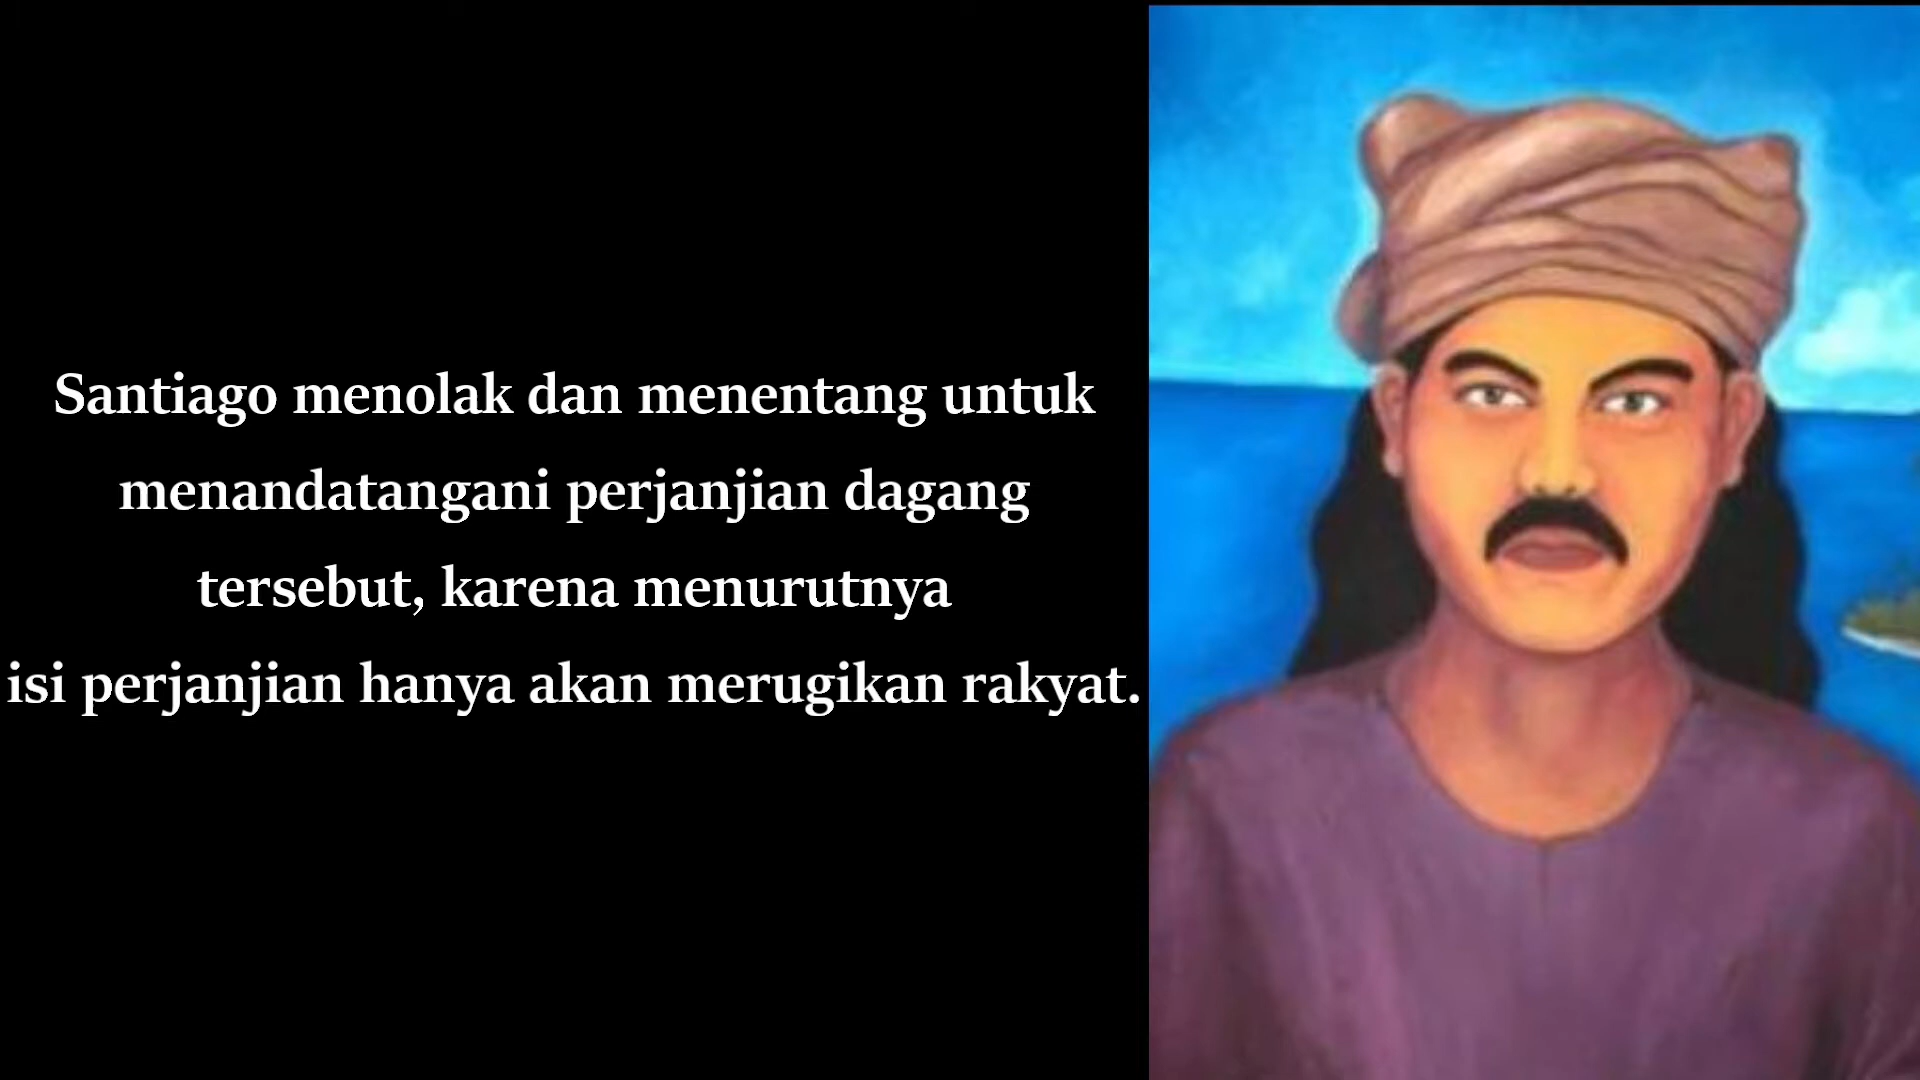 Santiago menolak dan menentang untuk
menandatangani perjanjian dagang
tersebut, karena menurutnya
isi perjanjian hanya akan merugikan rakyat.